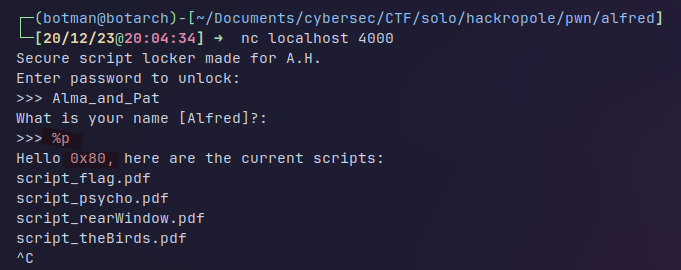 ┌──(botman@botarch)-[~/Documents/cybersec/CTF/solo/hackropole/pwn/alfred]
└─[20/12/23@20:04:34] ➜ nc localhost 4000
Secure script locker made for A.H.
Enter password to unlock:
>>> Alma_and_Pat
What is your name [Alfred]?:
>>> %p
Hello 0x80, here are the current scripts:
script_flag.pdf
script_psycho.pdf
script_rearWindow.pdf
script_theBirds.pdf
^C